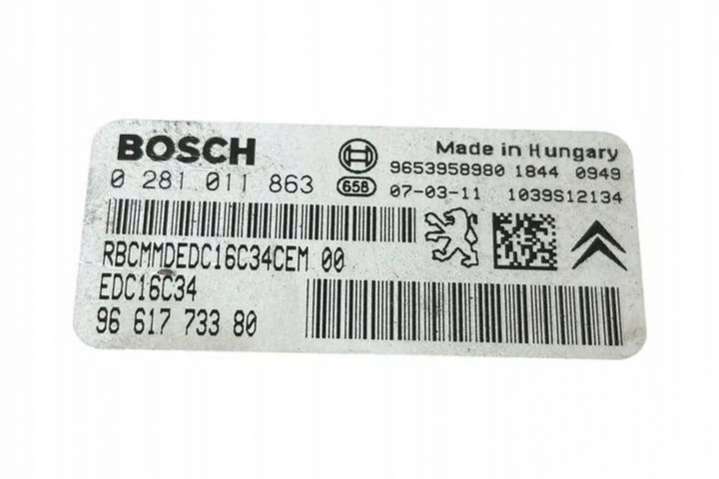 BOSCH
Made in Hungary
0 281 011 863
9653958980 1844 0949
658
07-03-11 1039S12134
RBCMMDEDC16C34CEM 00
EDC16C34
96 617 733 80